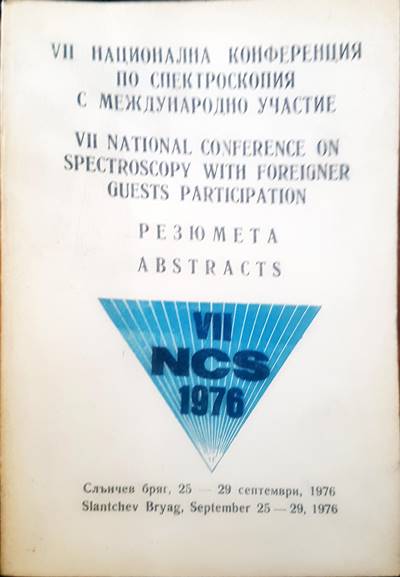 VII НАЦИОНАЛНА КОНФЕРЕНЦИЯ
ПО СПЕКТРОСКОПИЯ
С МЕЖДУНАРОДНО УЧАСТИЕ
VII NATIONAL CONFERENCE ON
SPECTROSCOPY WITH FOREIGNER
GUESTS PARTICIPATION
РЕЗЮМЕТА
ABSTRACTS
VII
NCS
1976
Слънчев бряг, 25 — 29 септември, 1976
Slantchev Bryag, September 25 — 29, 1976